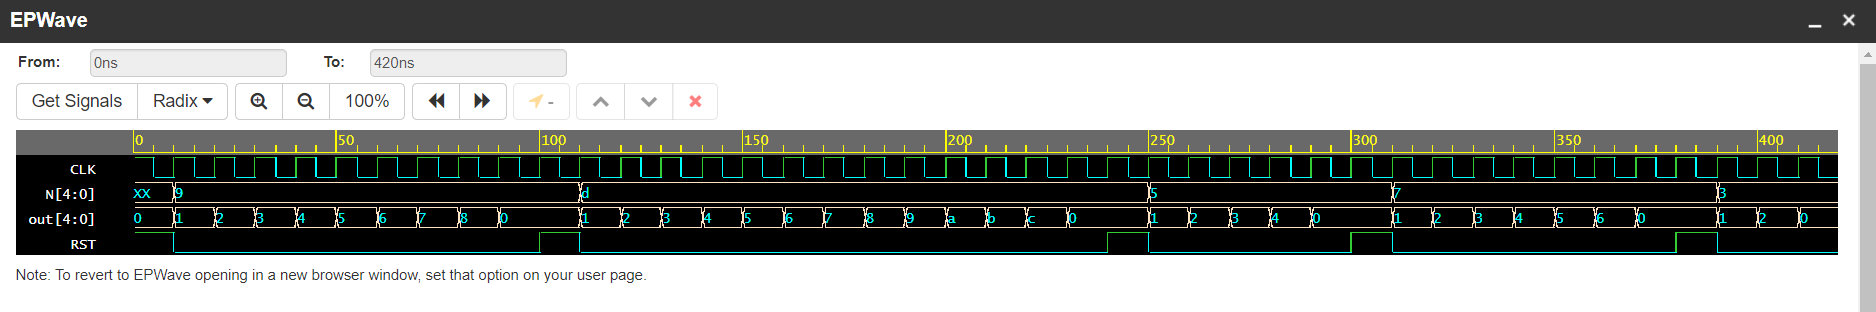 EPWave
From: 0ns To: 420ns
Get Signals Radix 100% -
0 50 100 150 200 250 300 350 400
CLK
N[4:0] XX 9 d 5 7 3
out[4:0] 0 1 2 3 4 5 6 7 8 0 1 2 3 4 5 6 7 8 9 a b c 0 1 2 3 4 0 1 2 3 4 5 6 0 1 2 0
RST
Note: To revert to EPWave opening in a new browser window, set that option on your user page.